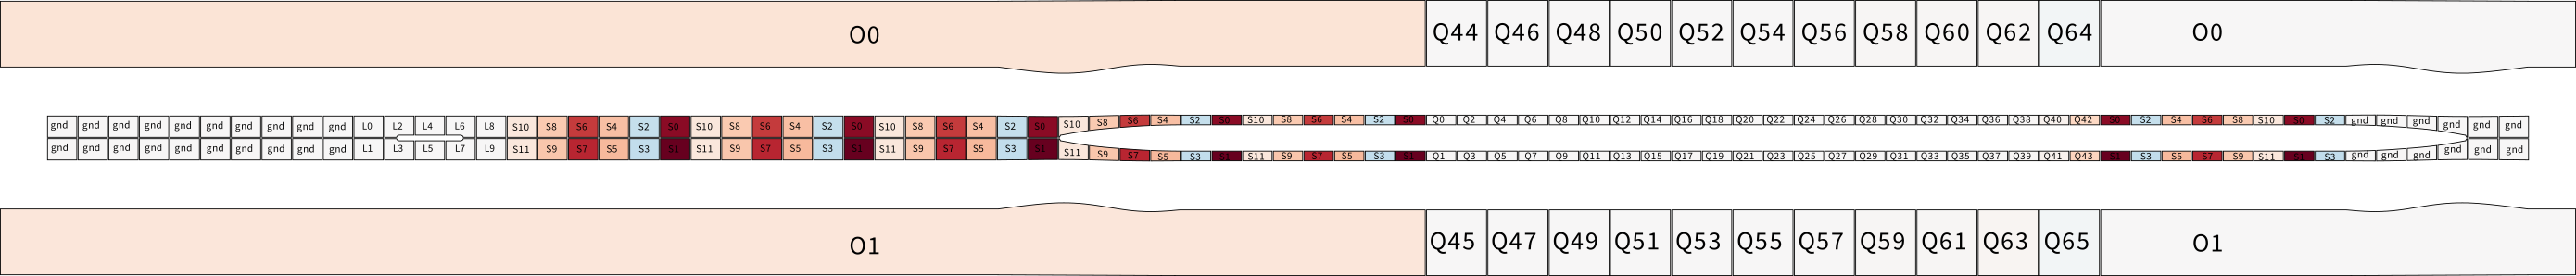 O0 Q44 Q46 Q48 Q50 Q52 Q54 Q56 Q58 Q60 Q62 Q64 O0
gnd gnd gnd gnd gnd gnd gnd gnd gnd gnd L0 L2 L4 L6 L8 S10 S8 S6 S4 S2 S0 S10 S8 S6 S4 S2 S0 S10 S8 S6 S4 S2 S0 S10 S8 S6 S4 S2 S0 S10 S8 S6 S4 S2 S0 Q0 Q2 Q4 Q6 Q8 Q10 Q12 Q14 Q16 Q18 Q20 Q22 Q24 Q26 Q28 Q30 Q32 Q34 Q36 Q38 Q40 Q42 S0 S2 S4 S6 S8 S10 S0 S2 gnd gnd gnd gnd gnd gnd
gnd gnd gnd gnd gnd gnd gnd gnd gnd gnd L1 L3 L5 L7 L9 S11 S9 S7 S5 S3 S1 S11 S9 S7 S5 S3 S1 S11 S9 S7 S5 S3 S1 S11 S9 S7 S5 S3 S1 S11 S9 S7 S5 S3 S1 Q1 Q3 Q5 Q7 Q9 Q11 Q13 Q15 Q17 Q19 Q21 Q23 Q25 Q27 Q29 Q31 Q33 Q35 Q37 Q39 Q41 Q43 S1 S3 S5 S7 S9 S11 S1 S3 gnd gnd gnd gnd gnd gnd
O1 Q45 Q47 Q49 Q51 Q53 Q55 Q57 Q59 Q61 Q63 Q65 O1